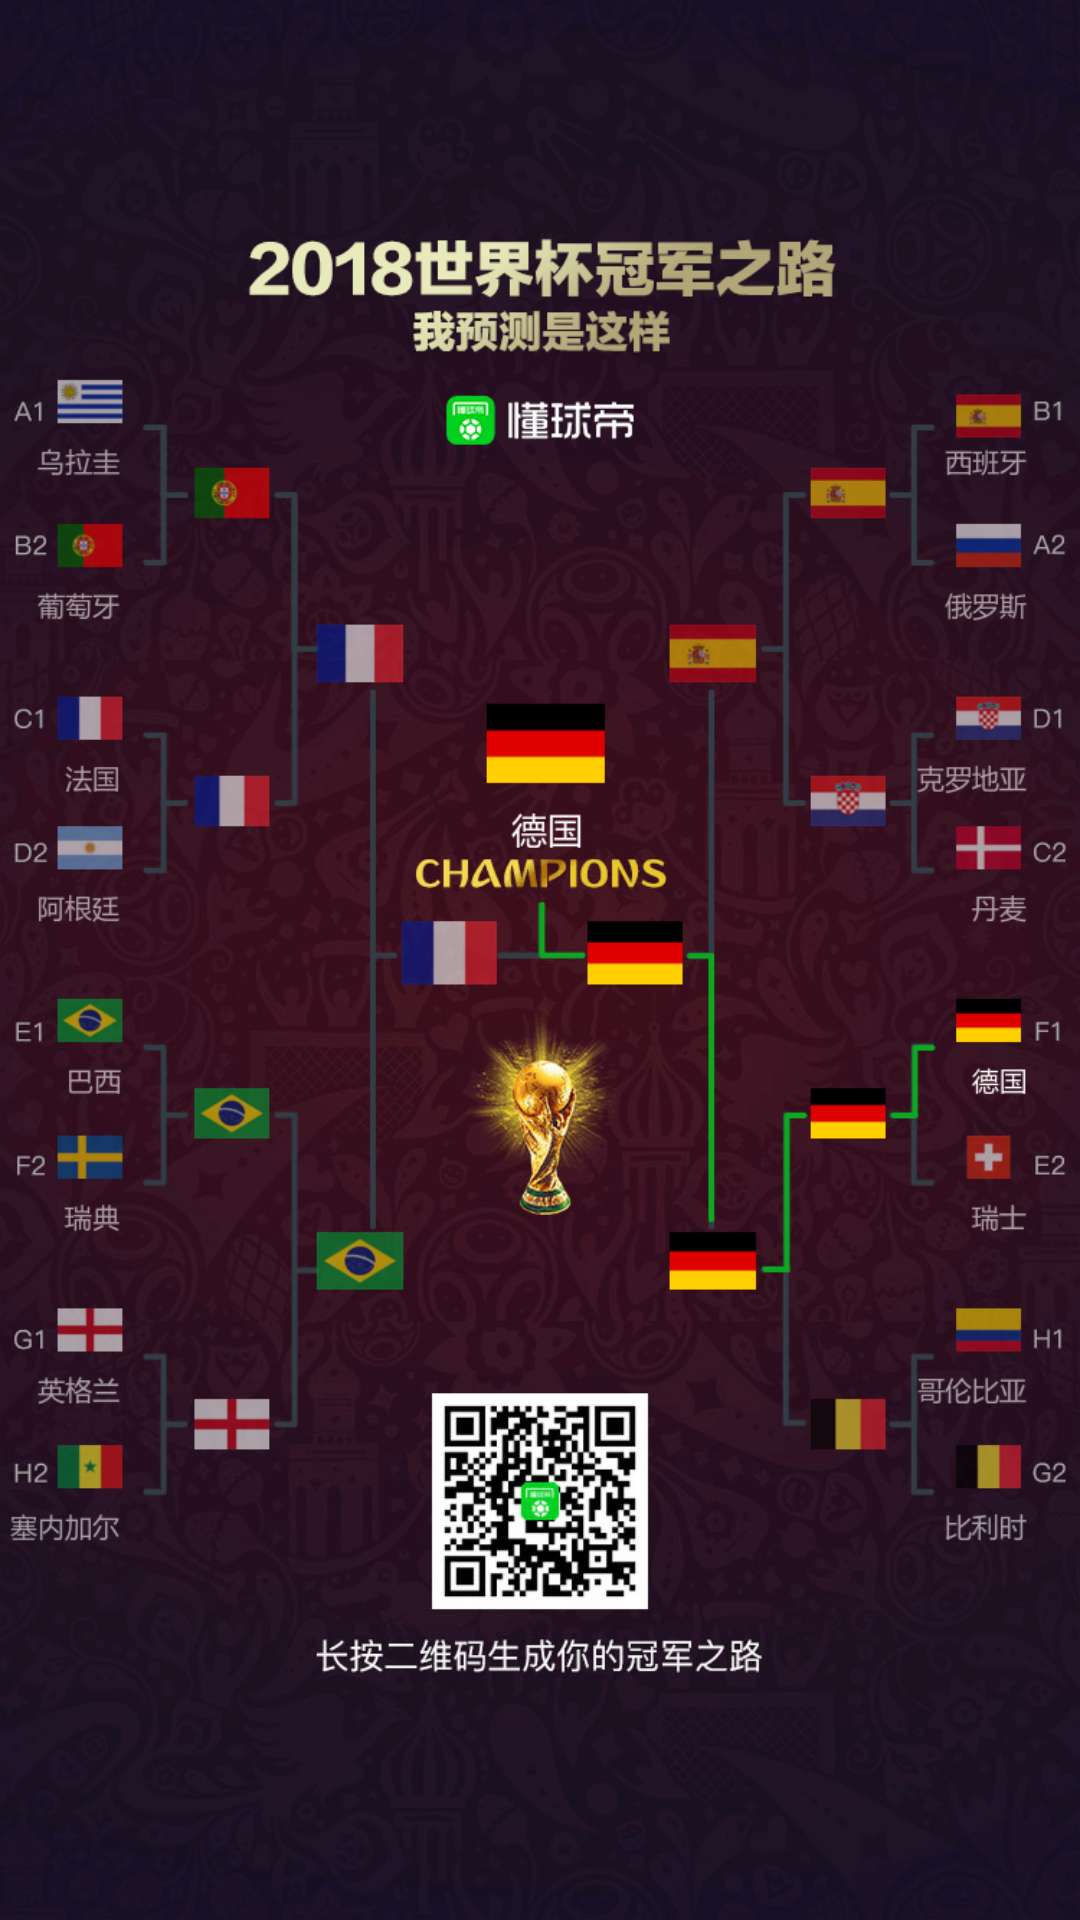 2018世界杯冠军之路
我预测是这样
懂球帝
A1
乌拉圭
B2
葡萄牙
C1
法国
D2
阿根廷
E1
巴西
F2
瑞典
G1
英格兰
H2
塞内加尔
德国
CHAMPIONS
B1
西班牙
A2
俄罗斯
D1
克罗地亚
C2
丹麦
F1
德国
E2
瑞士
H1
哥伦比亚
G2
比利时
长按二维码生成你的冠军之路